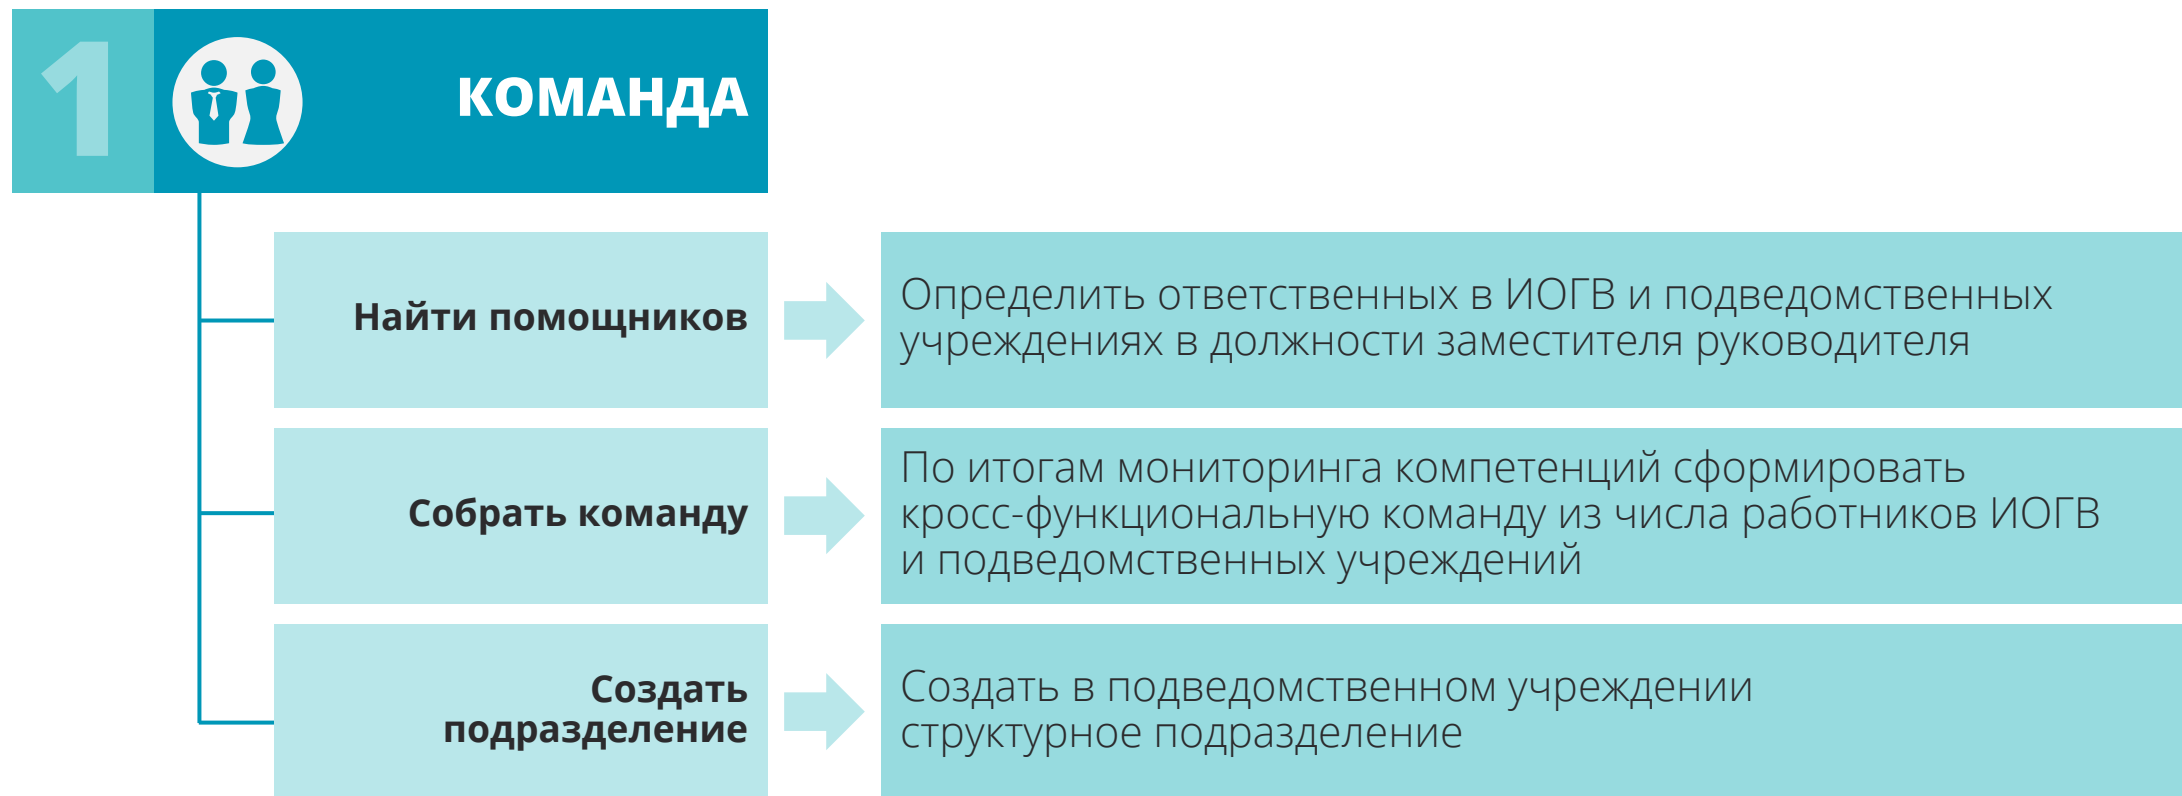 1
КОМАНДА
Найти помощников
Определить ответственных в ИОГВ и подведомственных
учреждениях в должности заместителя руководителя
Собрать команду
По итогам мониторинга компетенций сформировать
кросс-функциональную команду из числа работников ИОГВ
и подведомственных учреждений
Создать
подразделение
Создать в подведомственном учреждении
структурное подразделение